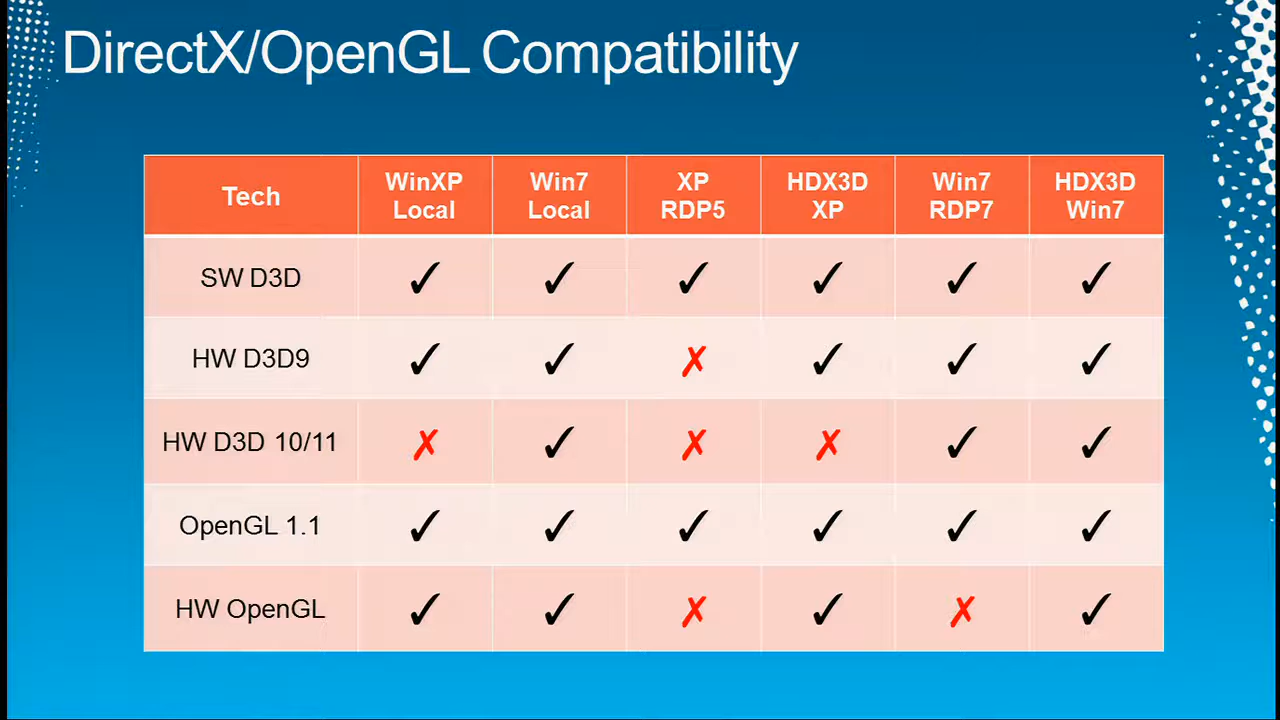 DirectX/OpenGL Compatibility
Tech WinXP Local Win7 Local XP RDP5 HDX3D XP Win7 RDP7 HDX3D Win7
SW D3D ✓ ✓ ✓ ✓ ✓ ✓
HW D3D9 ✓ ✓ ✗ ✓ ✓ ✓
HW D3D 10/11 ✗ ✓ ✗ ✗ ✓ ✓
OpenGL 1.1 ✓ ✓ ✓ ✓ ✓ ✓
HW OpenGL ✓ ✓ ✗ ✓ ✗ ✓